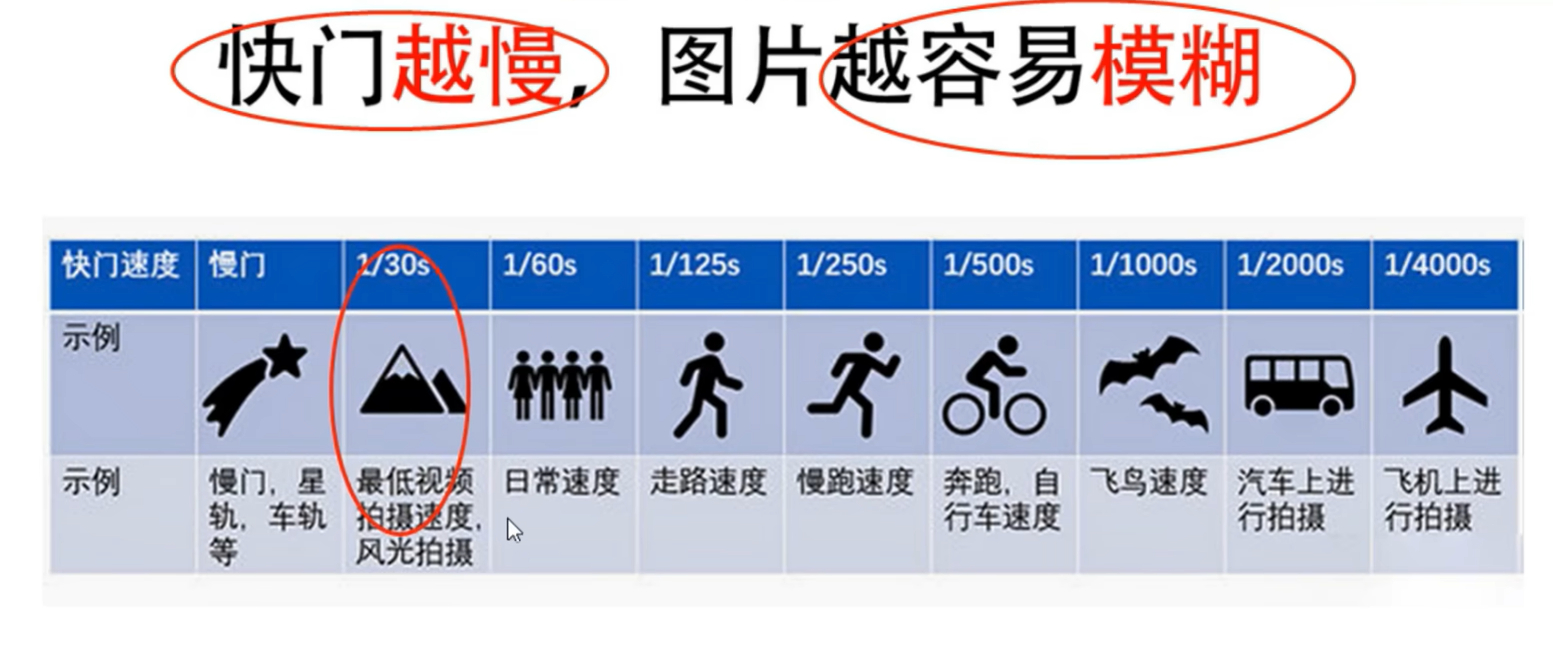 快门越慢，图片越容易模糊
快门速度 慢门 1/30s 1/60s 1/125s 1/250s 1/500s 1/1000s 1/2000s 1/4000s
示例
示例 慢门，星 最低视频 日常速度 走路速度 慢跑速度 奔跑，自 飞鸟速度 汽车上进 飞机上进
轨，车轨 拍摄速度， 行车速度 行拍摄 行拍摄
等 风光拍摄